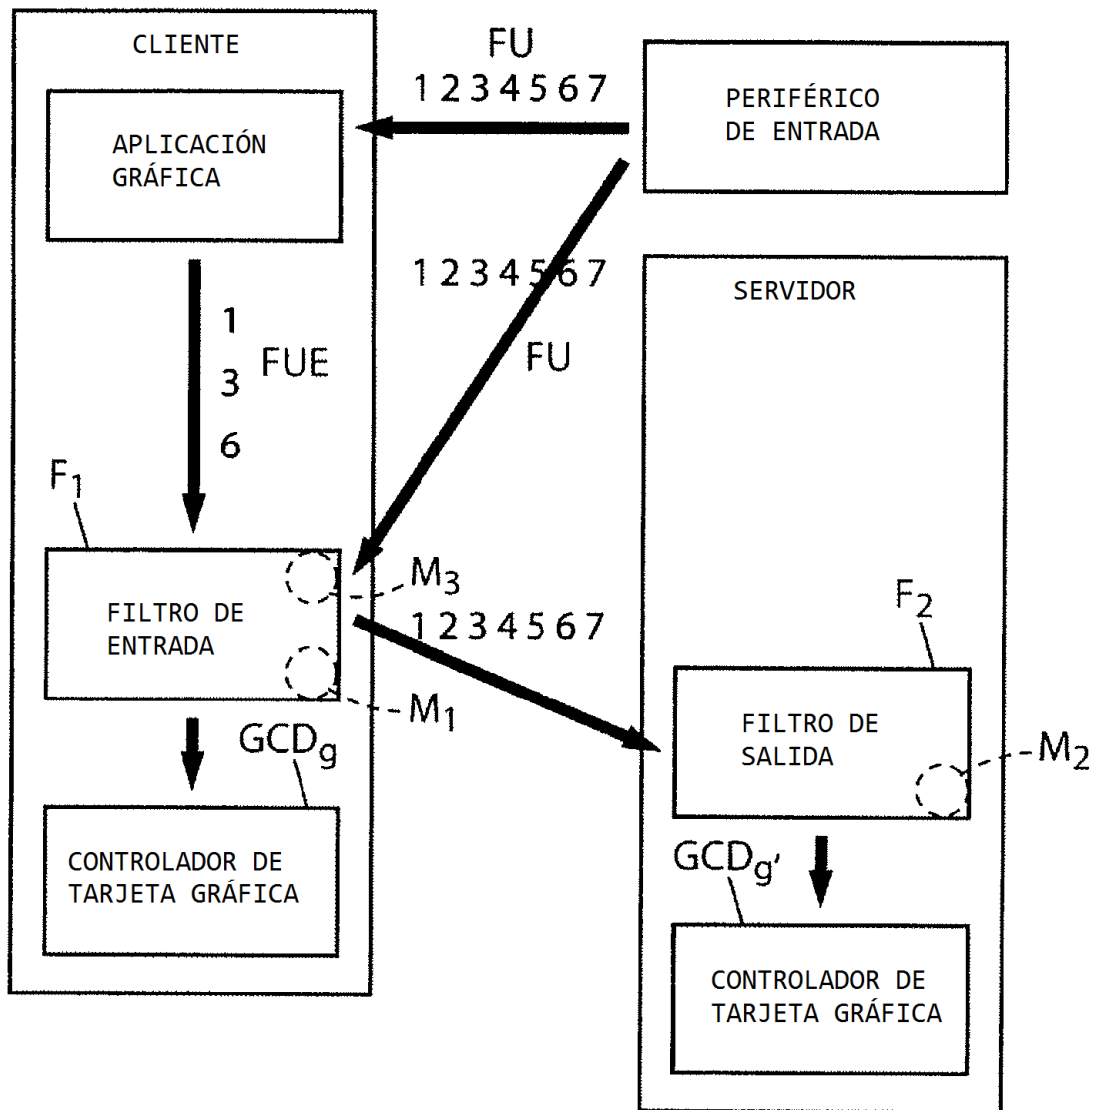 CLIENTE
FU
1 2 3 4 5 6 7
PERIFÉRICO
DE ENTRADA
APLICACIÓN
GRÁFICA
1 2 3 4 5 6 7
FU
SERVIDOR
1
FUE
3
6
F1
FILTRO DE
ENTRADA
M3
1 2 3 4 5 6 7
M1
F2
FILTRO DE
SALIDA
M2
GCDg
CONTROLADOR DE
TARJETA GRÁFICA
GCDg'
CONTROLADOR DE
TARJETA GRÁFICA